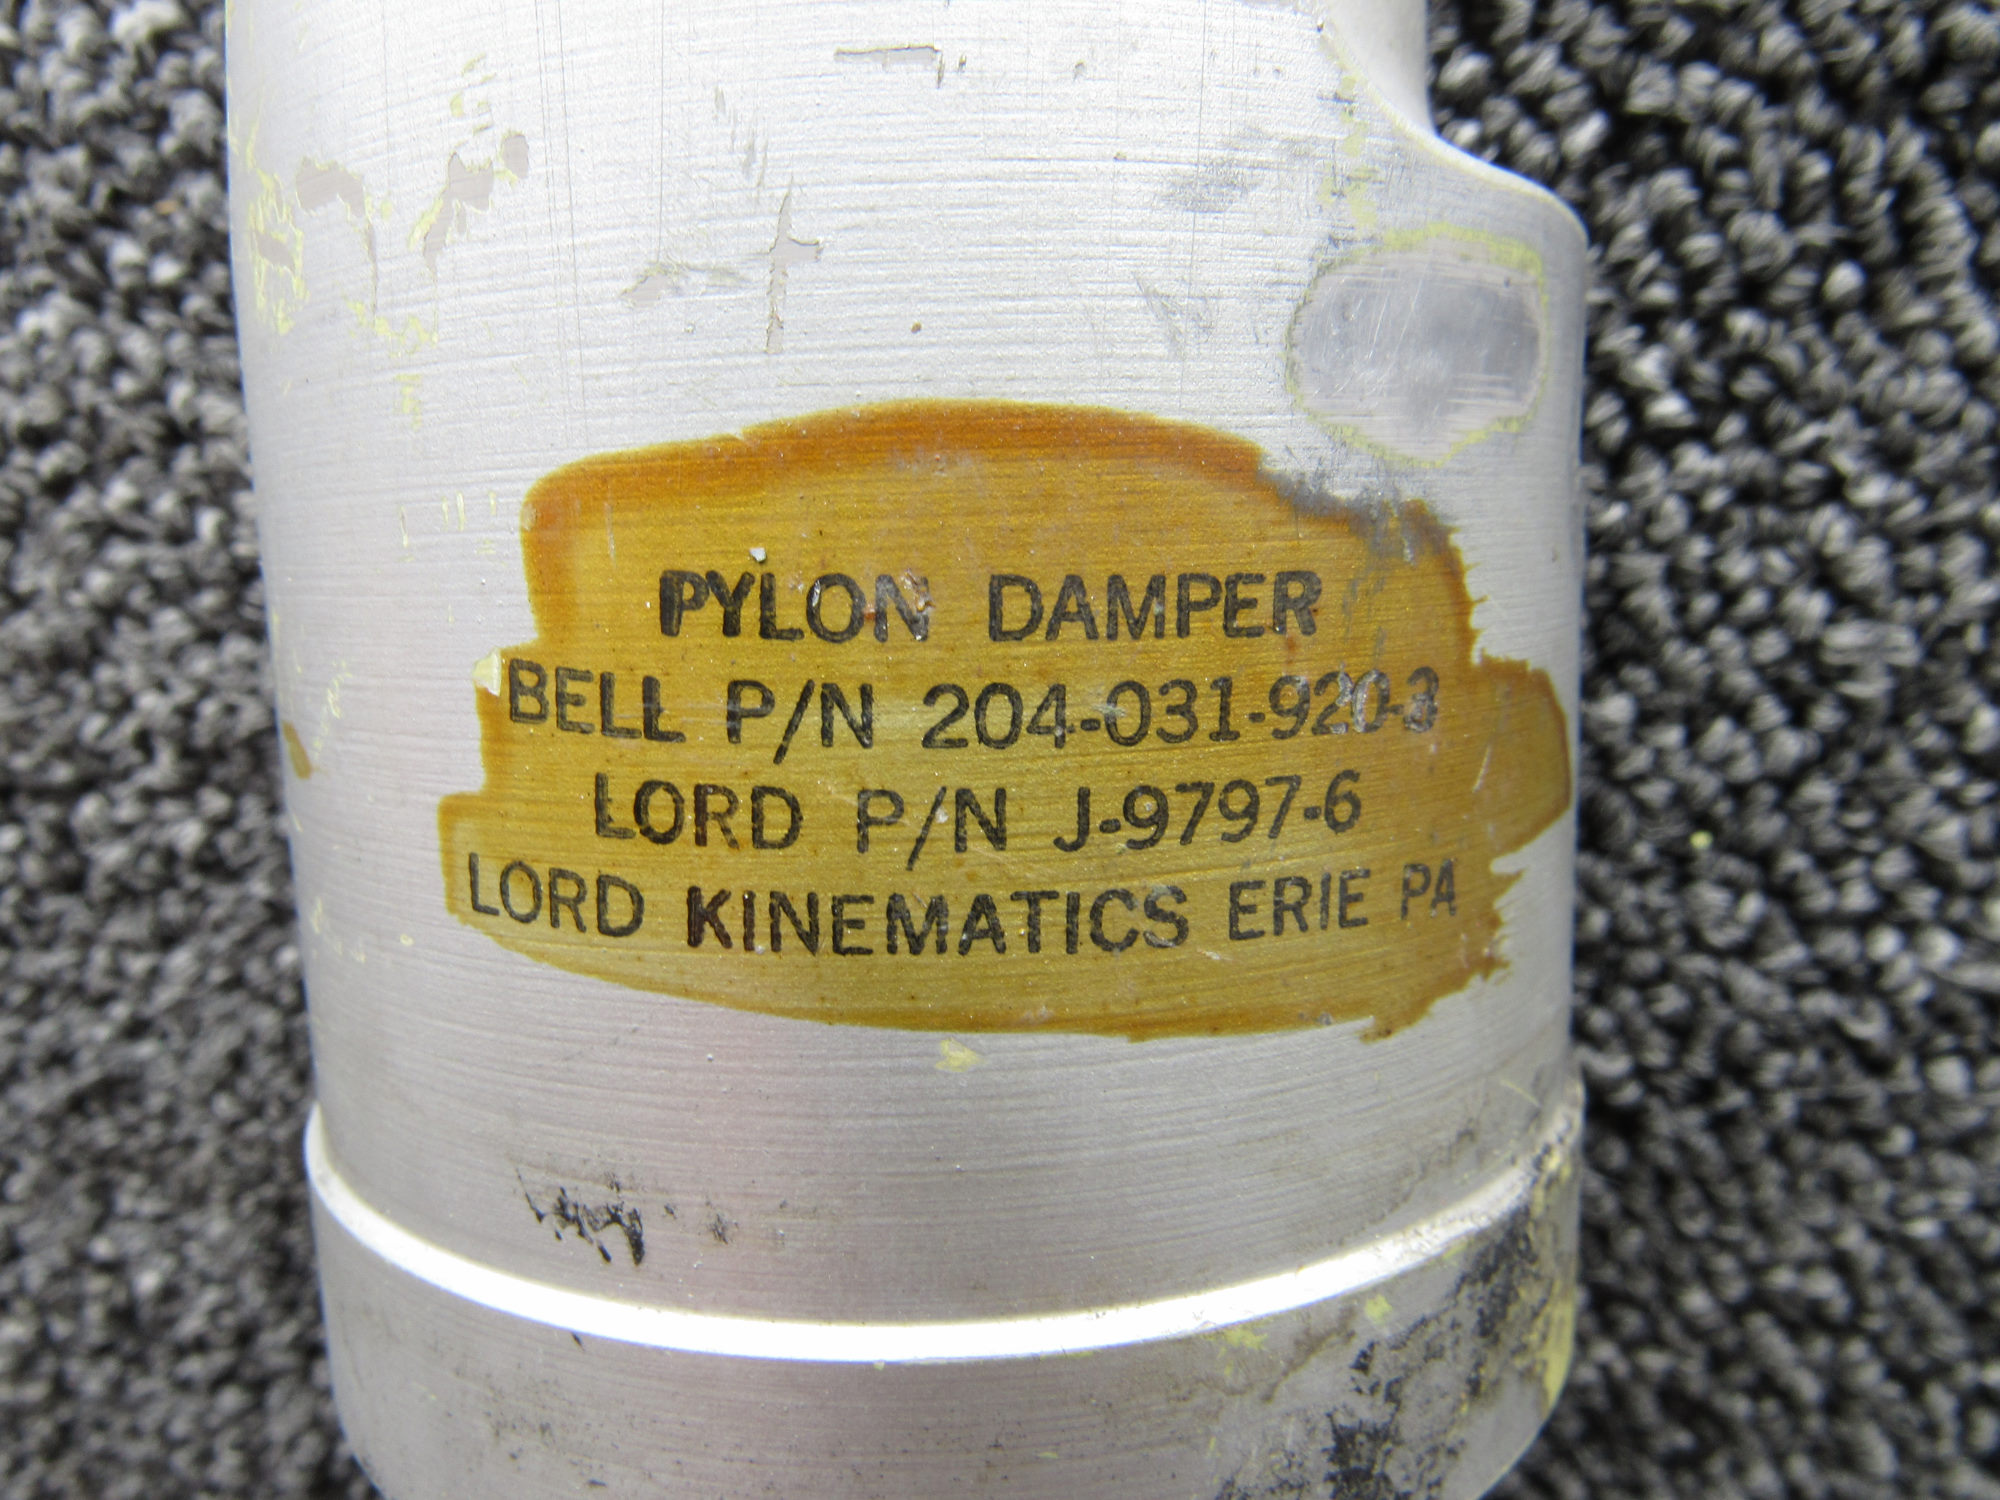 PYLON DAMPER
BELL P/N 204-031-920-3
LORD P/N J-9797-6
LORD KINEMATICS ERIE PA